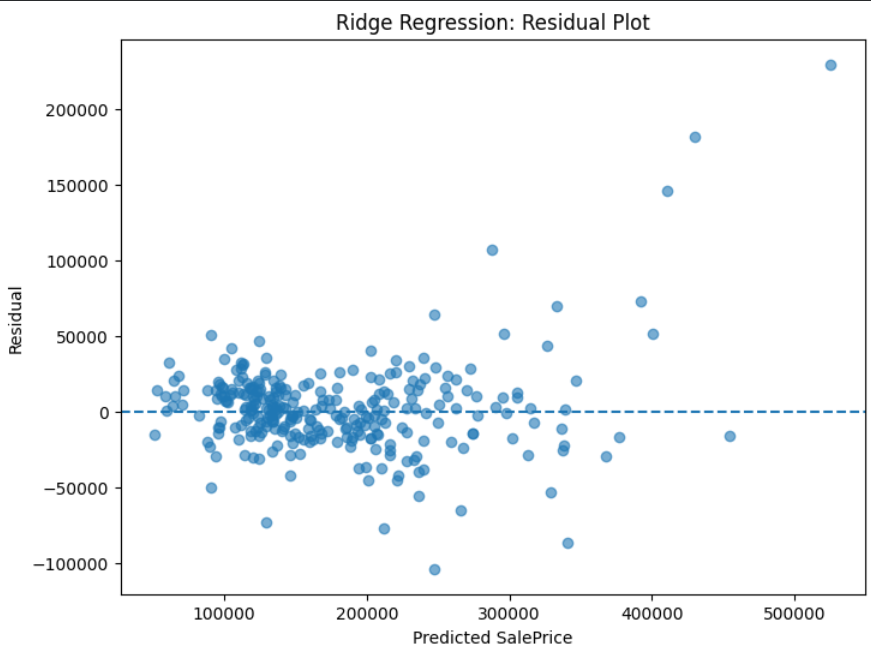 Ridge Regression: Residual Plot
Residual
200000
150000
100000
50000
0
−50000
−100000
100000 200000 300000 400000 500000
Predicted SalePrice